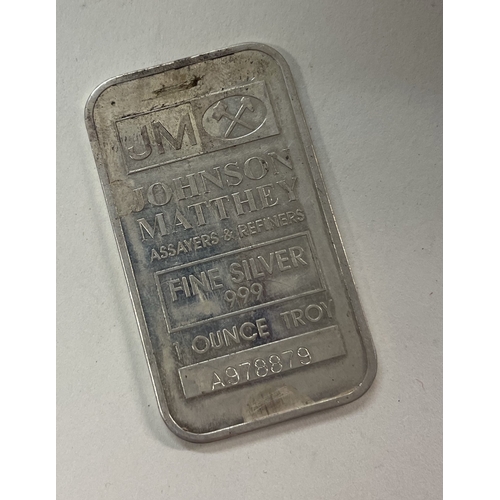 JM
JOHNSON
MATTHEY
ASSAYERS & REFINERS
FINE SILVER
999
1 OUNCE TROY
A978879